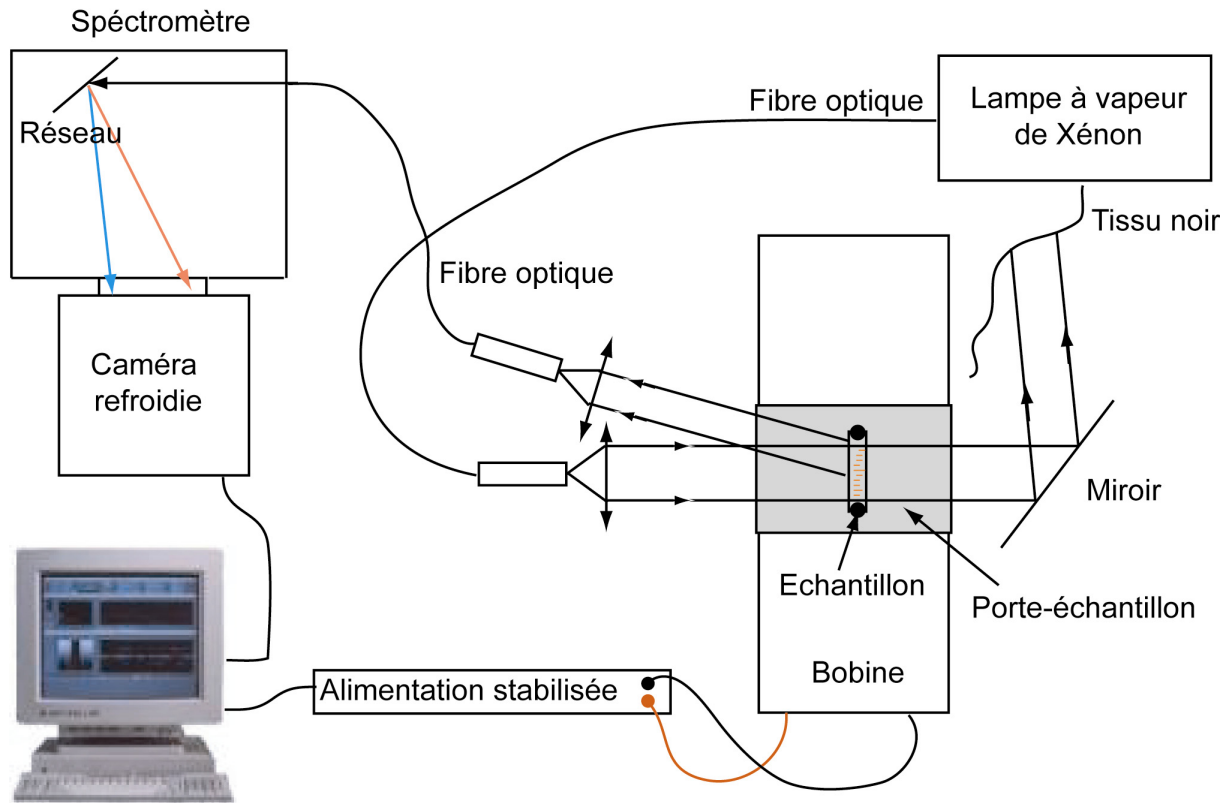 Spéctromètre
Réseau
Fibre optique
Lampe à vapeur
de Xénon
Tissu noir
Fibre optique
Caméra
refroidie
Miroir
Echantillon
Porte-échantillon
Bobine
Alimentation stabilisée